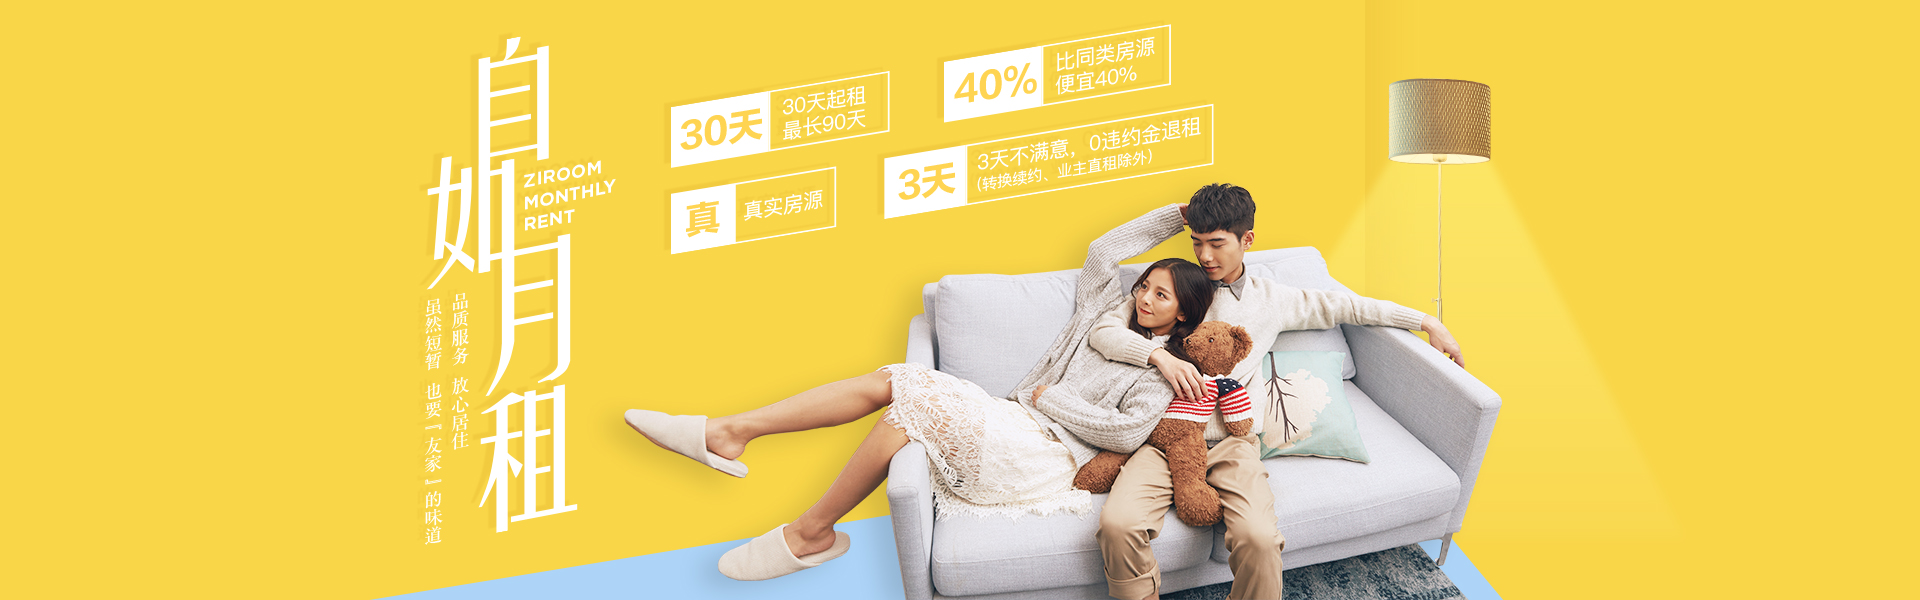 自如月租
ZIROOM
MONTHLY
RENT
品质服务 放心居住
虽然短暂 也要『友家』的味道
30天
30天起租
最长90天
40%
比同类房源
便宜40%
真
真实房源
3天
3天不满意，0违约金退租
(转换续约、业主直租除外)